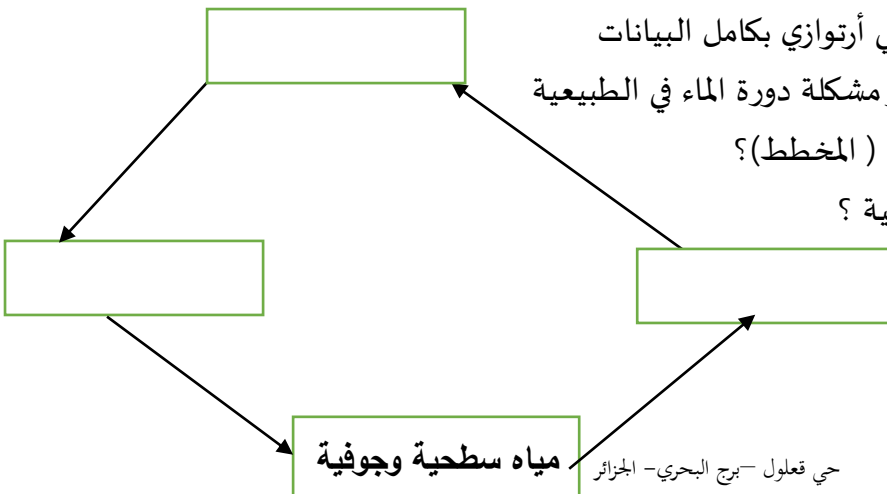 أرتوازي بكامل البيانات
مشكلة دورة الماء في الطبيعية
( المخطط)؟
؟
مياه سطحية وجوفية
حي قعلول –برج البحري- الجزائر